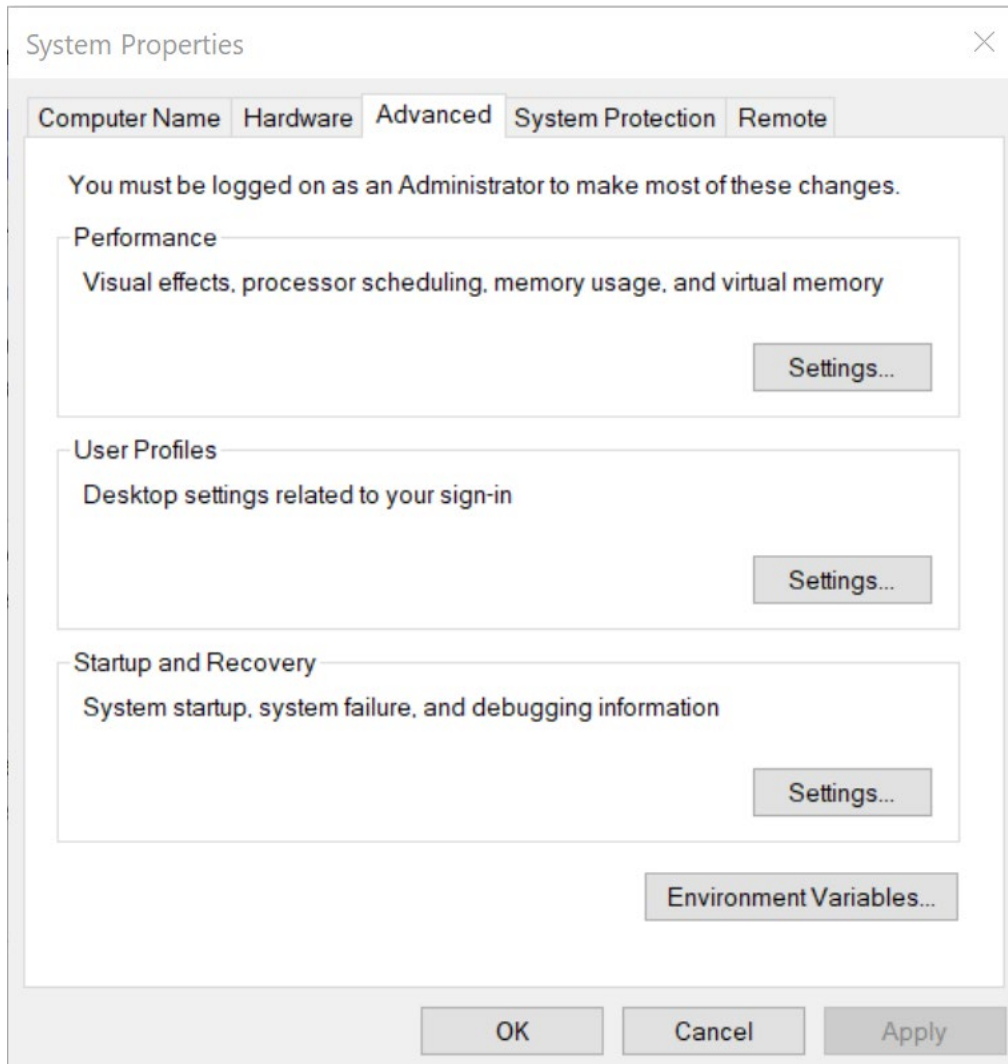 System Properties
Computer Name Hardware Advanced System Protection Remote
You must be logged on as an Administrator to make most of these changes.
Performance
Visual effects, processor scheduling, memory usage, and virtual memory
Settings...
User Profiles
Desktop settings related to your sign-in
Settings...
Startup and Recovery
System startup, system failure, and debugging information
Settings...
Environment Variables...
OK Cancel Apply